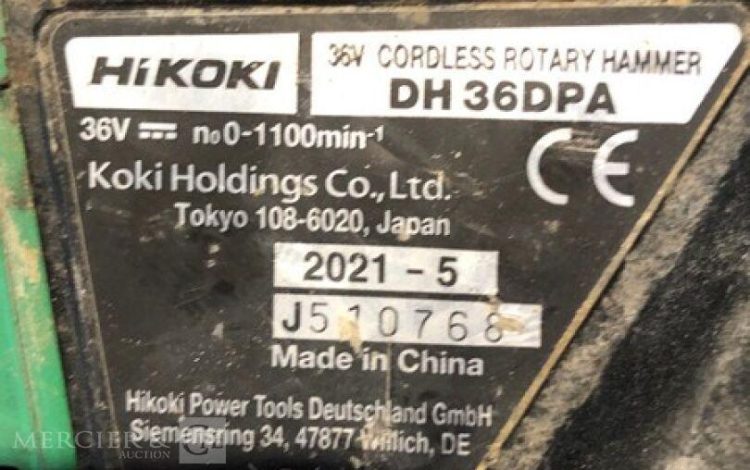 HiKOKI
36V CORDLESS ROTARY HAMMER
DH 36DPA
36V ⎓ n₀0-1100min⁻¹
Koki Holdings Co., Ltd.
Tokyo 108-6020, Japan
CE
2021 - 5
J510768
Made in China
Hikoki Power Tools Deutschland GmbH
Siemensring 34, 47877 Willich, DE
MERCIER & C
AUCTION